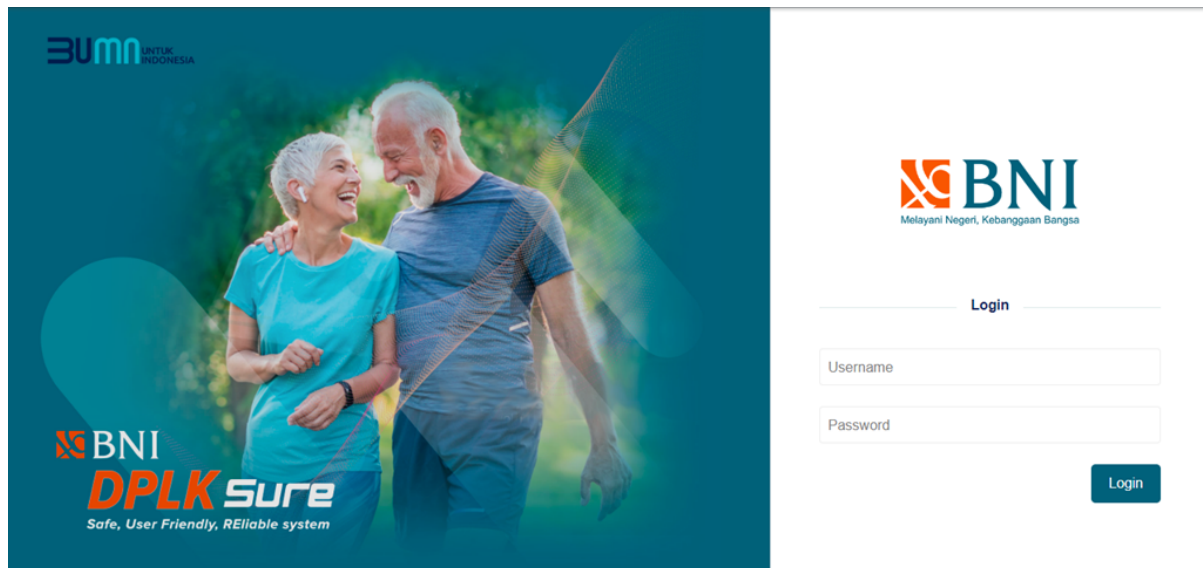 BUMN UNTUK
INDONESIA
BNI
DPLK Sure
Safe, User Friendly, REliable system
BNI
Melayani Negeri, Kebanggaan Bangsa
Login
Username
Password
Login